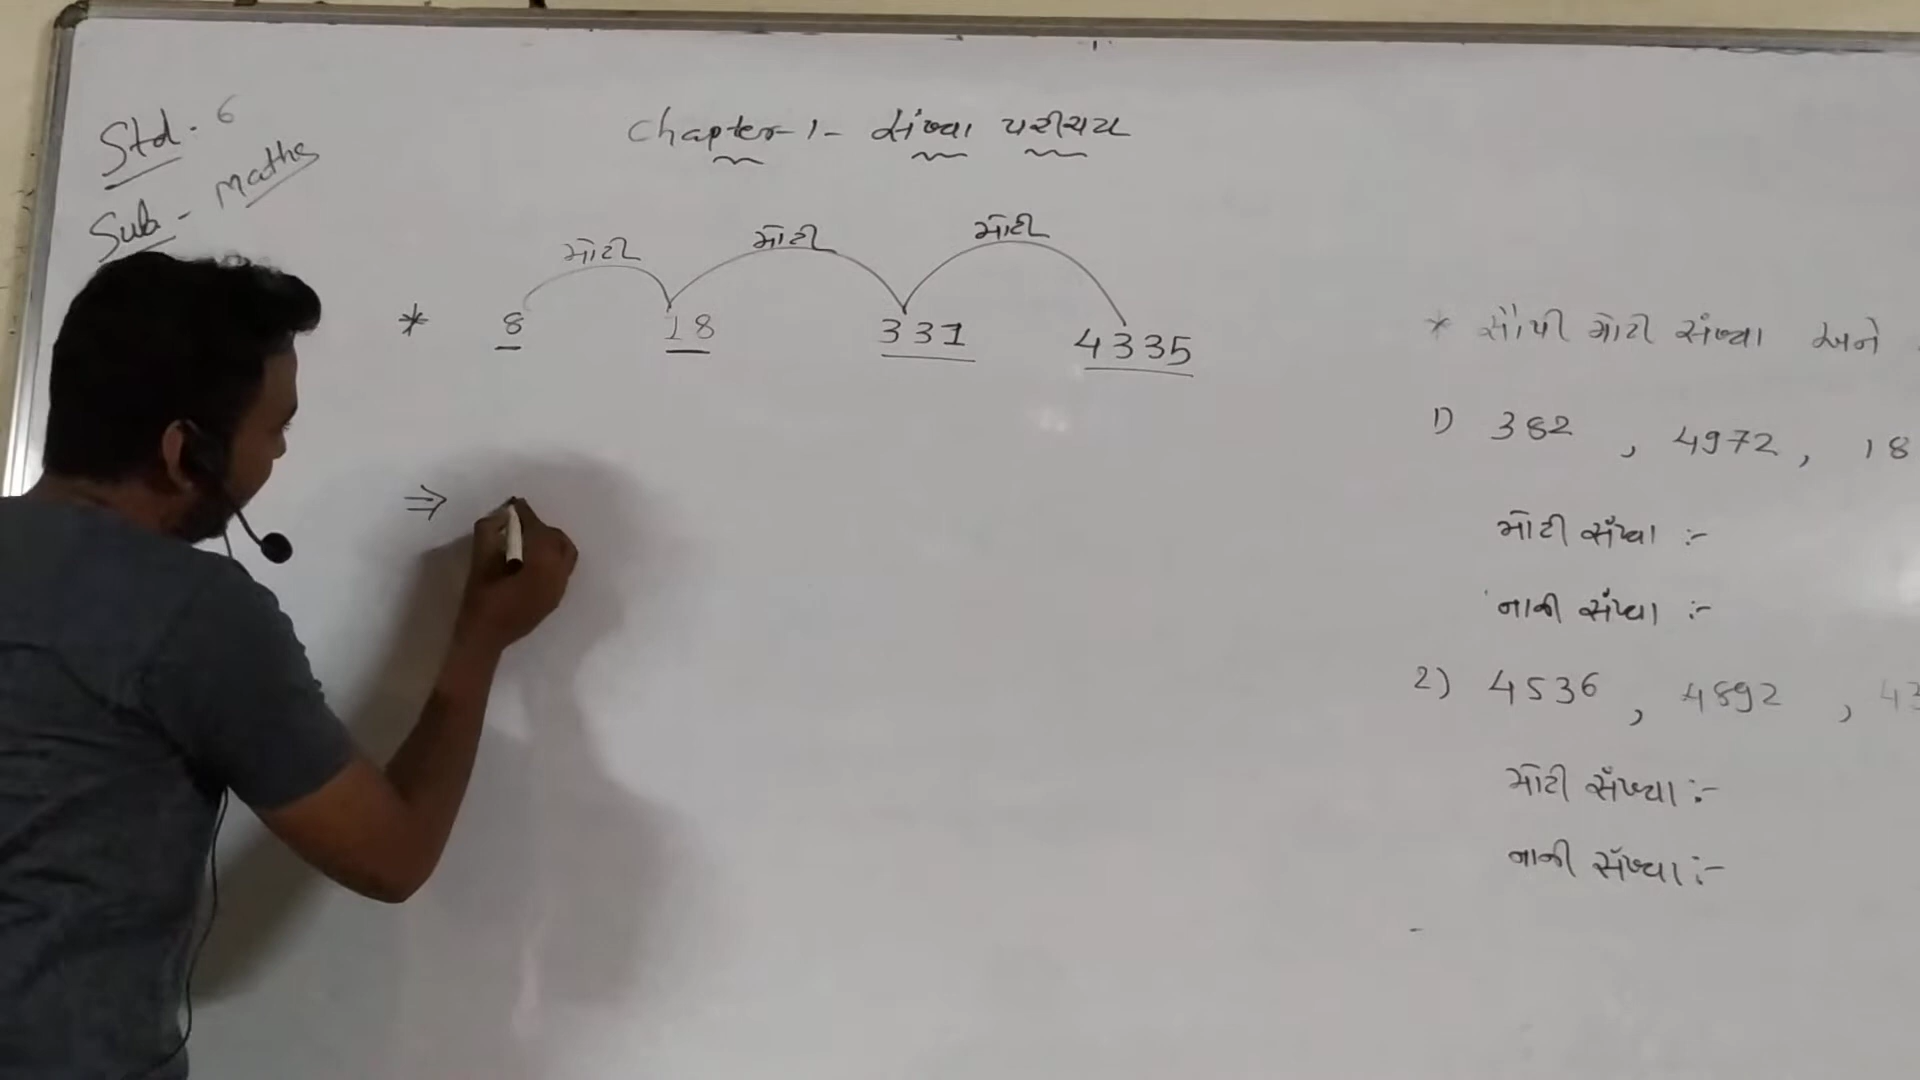 Std. 6
Sub - Maths
Chapter-1- સંખ્યા પરીચય
મોટી મોટી મોટી
* 8 18 331 4335
⇒
* સૌથી મોટી સંખ્યા અને
1) 382 , 4972 , 18
મોટી સંખ્યા :-
નાની સંખ્યા :-
2) 4536 , 4892 , 43
મોટી સંખ્યા :-
નાની સંખ્યા :-